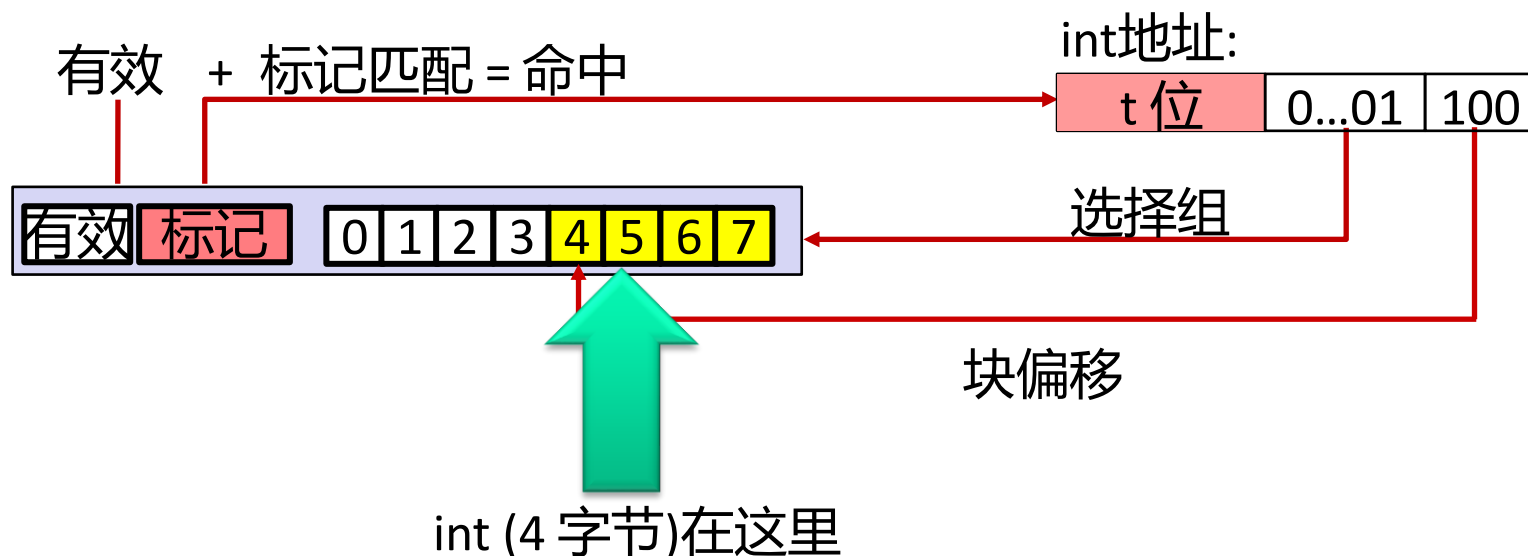 int地址:
有效 + 标记匹配 = 命中
t 位 0...01 100
选择组
有效 标记 0 1 2 3 4 5 6 7
块偏移
int (4 字节)在这里